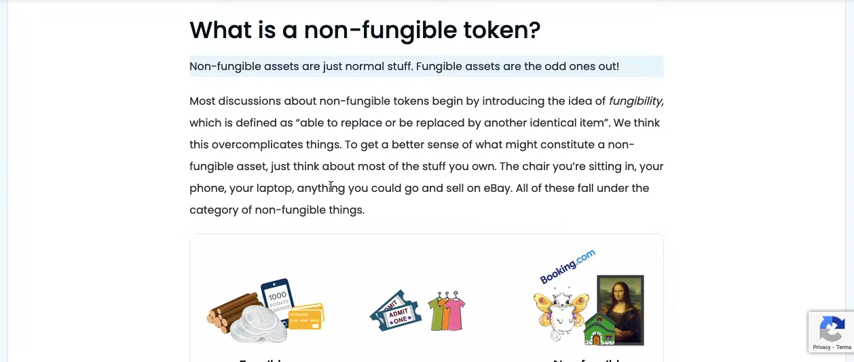 What is a non-fungible token?
Non-fungible assets are just normal stuff. Fungible assets are the odd ones out!
Most discussions about non-fungible tokens begin by introducing the idea of fungibility,
which is defined as “able to replace or be replaced by another identical item”. We think
this overcomplicates things. To get a better sense of what might constitute a non-
fungible asset, just think about most of the stuff you own. The chair you’re sitting in, your
phone, your laptop, anything you could go and sell on eBay. All of these fall under the
category of non-fungible things.
Booking.com
1000
POINTS
EARNED
ADMIT
ADMIT
ONE
Privacy - Terms